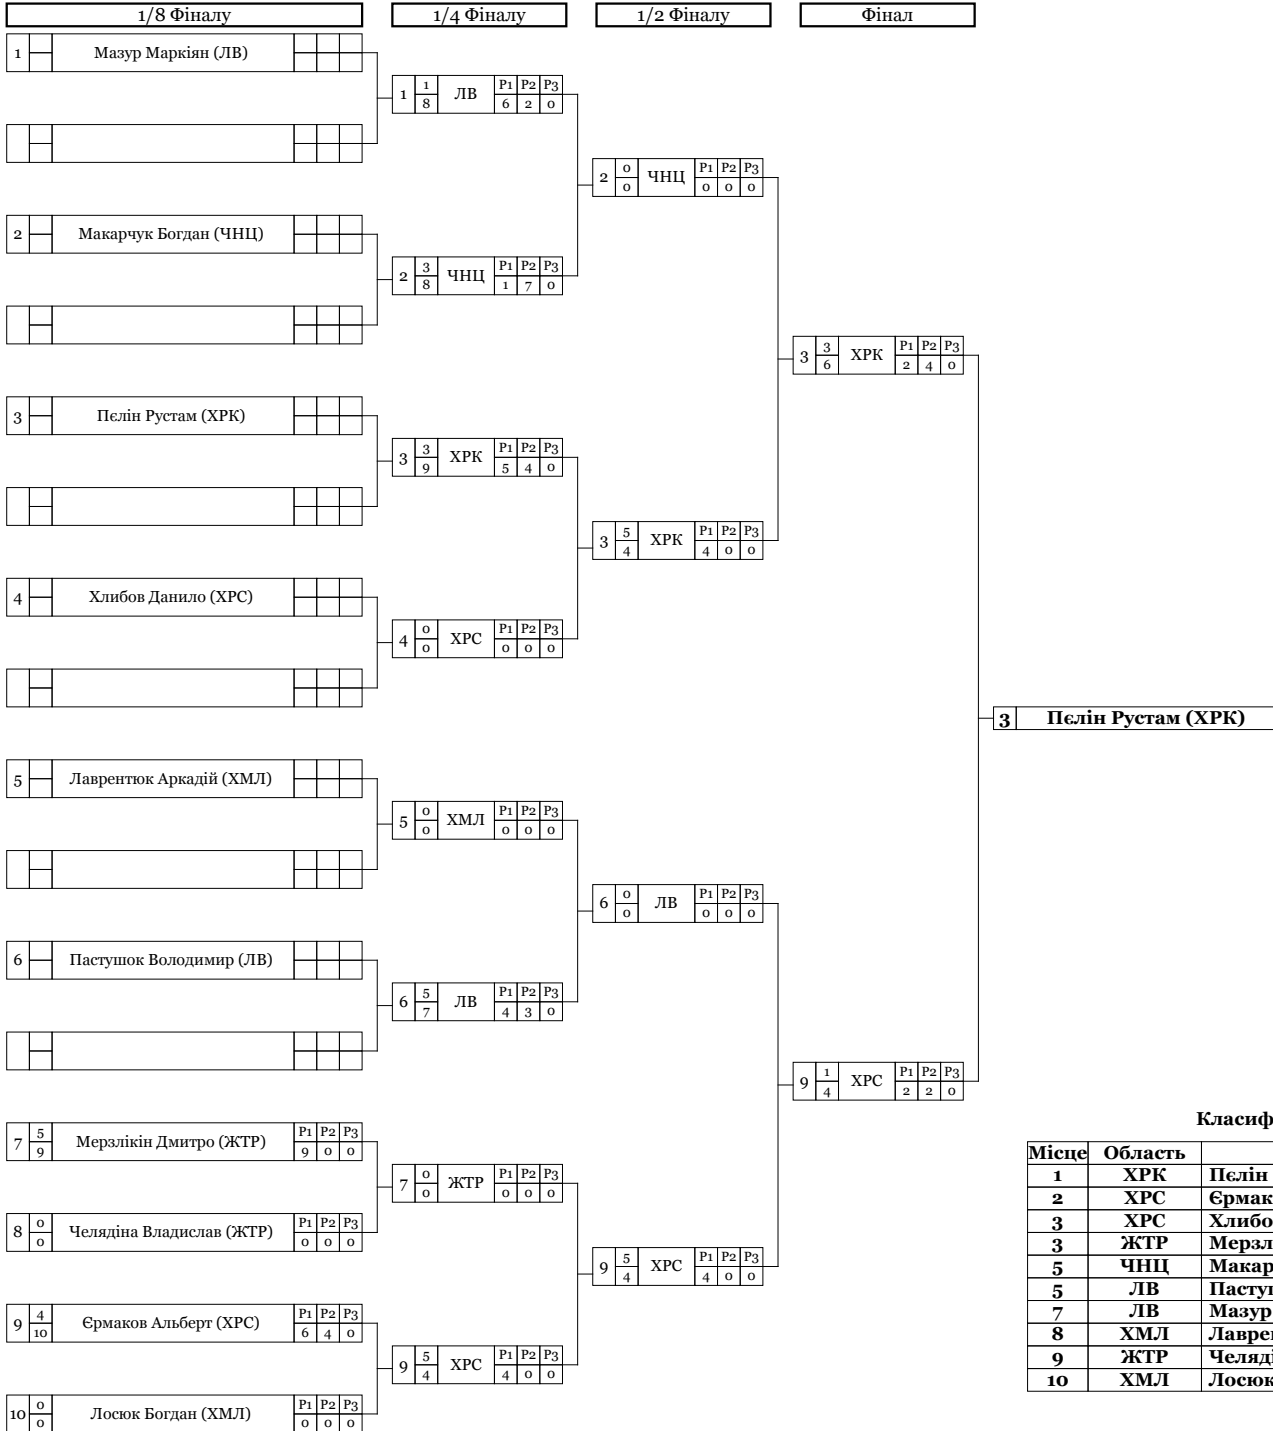 1/8 Фіналу 1/4 Фіналу 1/2 Фіналу Фінал
1 Мазур Маркіян (ЛВ)
1 1 ЛВ P1 P2 P3
8 6 2 0
2 0 ЧНЦ P1 P2 P3
0 0 0 0
2 Макарчук Богдан (ЧНЦ)
2 3 ЧНЦ P1 P2 P3
8 1 7 0
3 3 ХРК P1 P2 P3
6 2 4 0
3 Пєлін Рустам (ХРК)
3 3 ХРК P1 P2 P3
9 5 4 0
3 5 ХРК P1 P2 P3
4 4 0 0
4 Хлибов Данило (ХРС)
4 0 ХРС P1 P2 P3
0 0 0 0
3 Пєлін Рустам (ХРК)
5 Лаврентюк Аркадій (ХМЛ)
5 0 ХМЛ P1 P2 P3
0 0 0 0
6 0 ЛВ P1 P2 P3
0 0 0 0
6 Пастушок Володимир (ЛВ)
6 5 ЛВ P1 P2 P3
7 4 3 0
9 1 ХРС P1 P2 P3
4 2 2 0
7 5 Мерзлікін Дмитро (ЖТР) P1 P2 P3
9 9 0 0
7 0 ЖТР P1 P2 P3
0 0 0 0
8 0 Челядіна Владислав (ЖТР) P1 P2 P3
0 0 0 0
9 5 ХРС P1 P2 P3
4 4 0 0
9 4 Єрмаков Альберт (ХРС) P1 P2 P3
10 6 4 0
9 5 ХРС P1 P2 P3
4 4 0 0
10 0 Лосюк Богдан (ХМЛ) P1 P2 P3
0 0 0 0
Класиф
Місце Область
1 ХРК Пєлін
2 ХРС Єрмак
3 ХРС Хлибо
3 ЖТР Мерзл
5 ЧНЦ Макар
5 ЛВ Пасту
7 ЛВ Мазур
8 ХМЛ Лавре
9 ЖТР Челяді
10 ХМЛ Лосюк